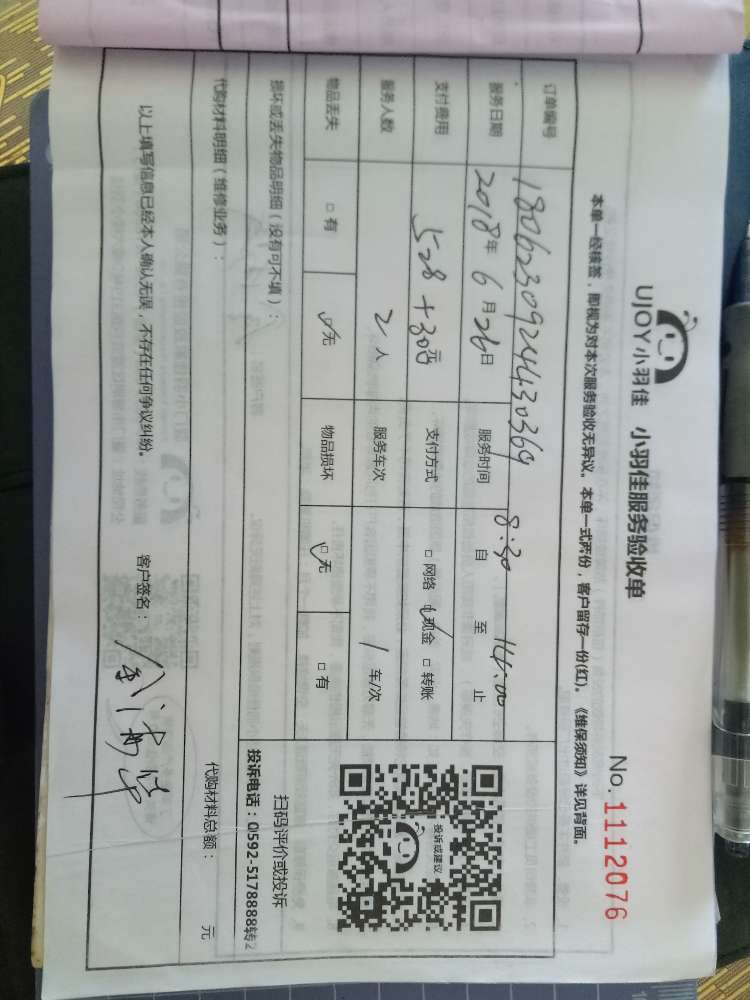 UJOY小羽佳 小羽佳服务验收单
No. 1112076
本单一经核签，即视为对本次服务验收无异议。本单一式两份，客户留存一份(红)。《维保须知》详见背面。
订单编号 18062309244430369
服务日期 2018年6月26日 服务时间 8:30 自 至 14:00 止
支付费用 528+30元 支付方式 □ 网络 ☑ 现金 □ 转账
服务人数 2人 服务车次 1 车/次
物品丢失 □ 有 ☑ 无 物品损坏 ☑ 无 □ 有
投诉或建议
扫码评价或投诉
投诉电话：0592-5178888转2
损坏或丢失物品明细（没有可不填）：
代购材料明细（维修业务）： 代购材料总额： 元
以上填写信息已经本人确认无误，不存在任何争议纠纷。 客户签名：